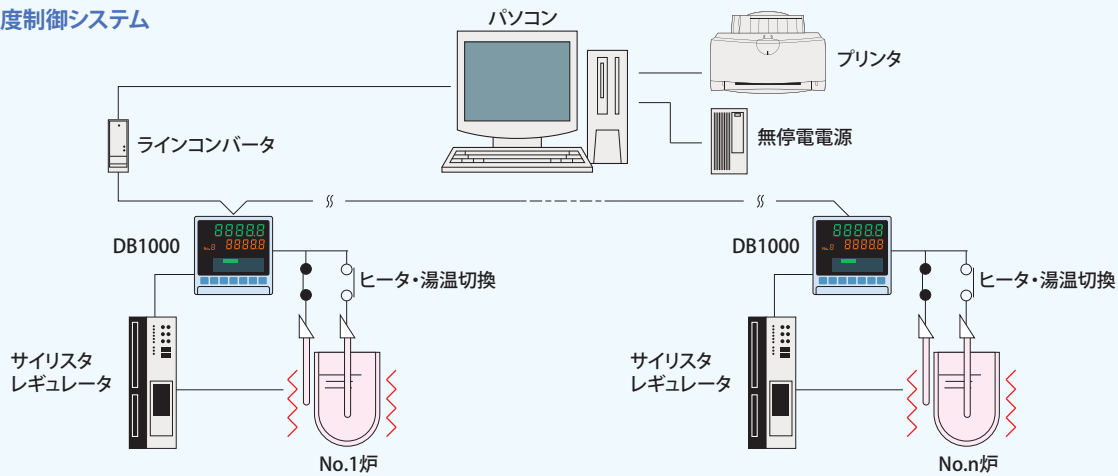 度制御システム
パソコン
プリンタ
ラインコンバータ
無停電電源
DB1000
ヒータ・湯温切換
サイリスタ
レギュレータ
No.1炉
DB1000
ヒータ・湯温切換
サイリスタ
レギュレータ
No.n炉